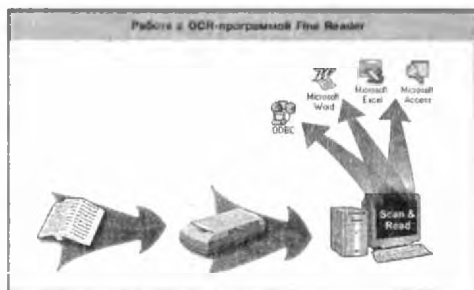 Работа с OCR-программой Fine Reader
Microsoft Word
Microsoft Excel
Microsoft Access
ODBC
Scan &
Read